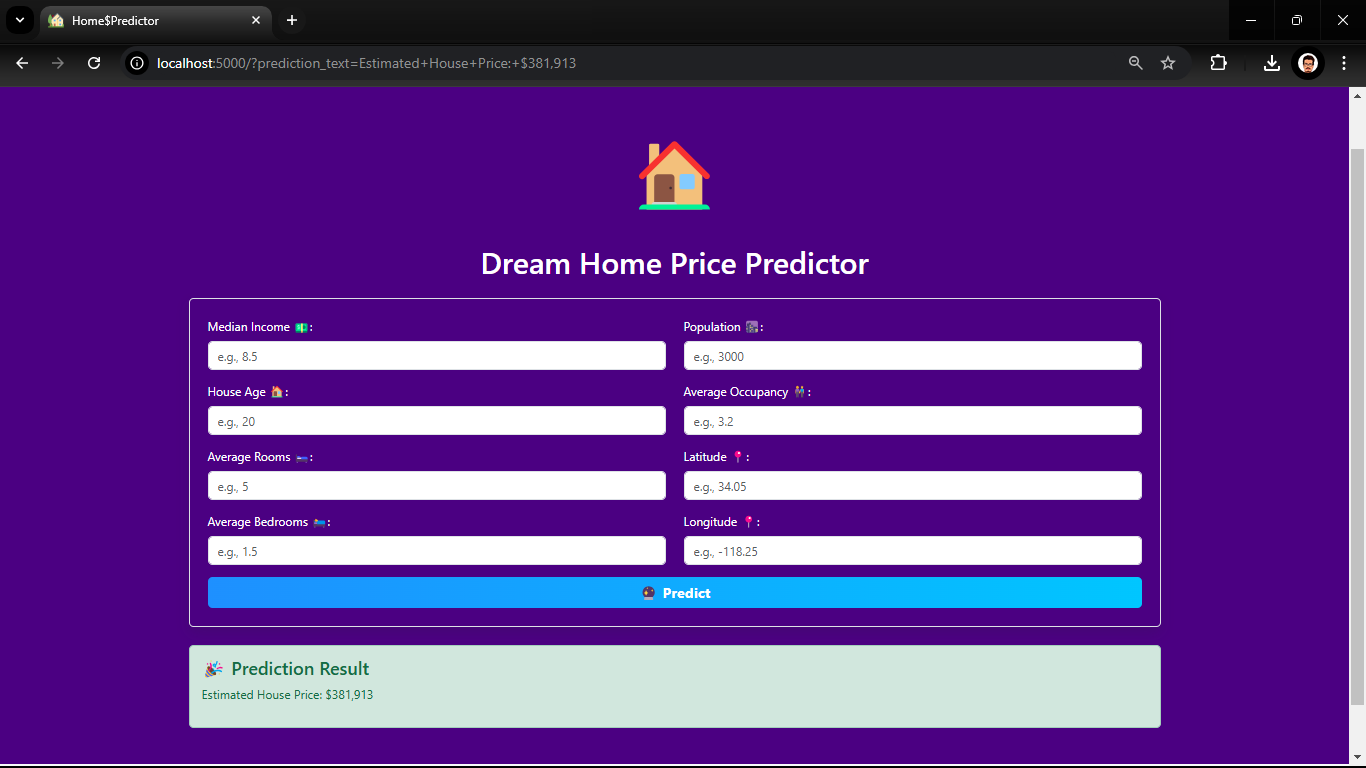 Home$Predictor
localhost:5000/?prediction_text=Estimated+House+Price:+$381,913
Dream Home Price Predictor
Median Income 💵:
e.g., 8.5
Population 🏙️:
e.g., 3000
House Age 🏠:
e.g., 20
Average Occupancy 👫:
e.g., 3.2
Average Rooms 🛏️:
e.g., 5
Latitude 📍:
e.g., 34.05
Average Bedrooms 🛌:
e.g., 1.5
Longitude 📍:
e.g., -118.25
🔮 Predict
🎉 Prediction Result
Estimated House Price: $381,913